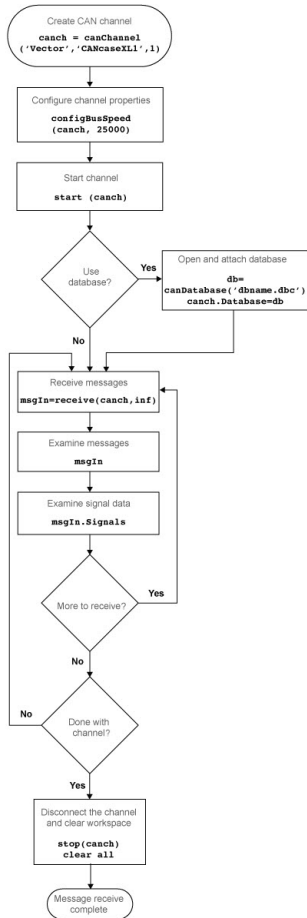 Create CAN channel
canch = canChannel
('Vector','CANcaseXL1',1)
Configure channel properties
configBusSpeed
(canch, 25000)
Start channel
start (canch)
Use
database?
Yes
Open and attach database
db=
canDatabase('dbname.dbc')
canch.Database=db
No
Receive messages
msgIn=receive(canch,inf)
Examine messages
msgIn
Examine signal data
msgIn.Signals
More to receive?
Yes
No
Done with
channel?
No
Yes
Disconnect the channel
and clear workspace
stop(canch)
clear all
Message receive
complete